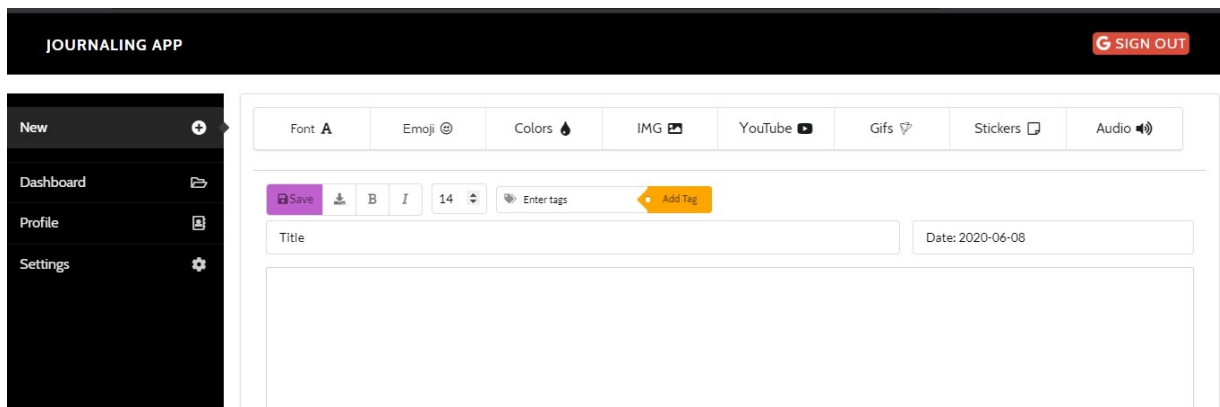 JOURNALING APP
G SIGN OUT
New
Dashboard
Profile
Settings
Font A Emoji Colors IMG YouTube Gifs Stickers Audio
Save B I 14 Enter tags Add Tag
Title
Date: 2020-06-08